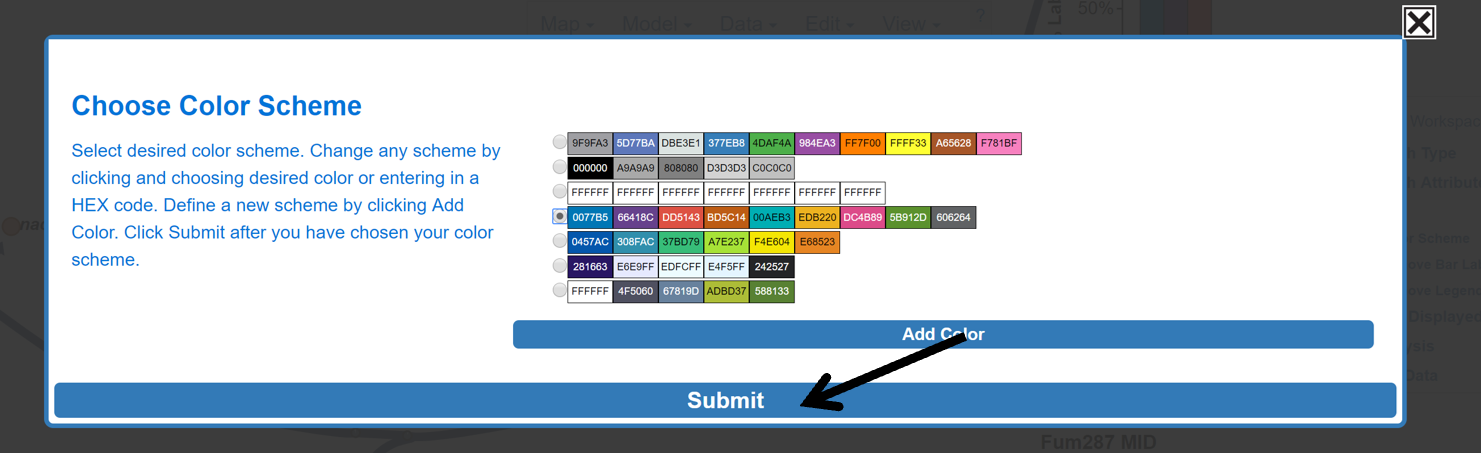 Map Model Data Edit View ?
50%
Choose Color Scheme
Select desired color scheme. Change any scheme by
clicking and choosing desired color or entering in a
HEX code. Define a new scheme by clicking Add
Color. Click Submit after you have chosen your color
scheme.
9F9FA3 5D77BA DBE3E1 377EB8 4DAF4A 984EA3 FF7F00 FFFF33 A65628 F781BF
000000 A9A9A9 808080 D3D3D3 C0C0C0
FFFFFF FFFFFF FFFFFF FFFFFF FFFFFF FFFFFF FFFFFF
0077B5 66418C DD5143 BD5C14 00AEB3 EDB220 DC4B89 5B912D 606264
0457AC 308FAC 37BD79 A7E237 F4E604 E68523
281663 E6E9FF EDFCFF E4F5FF 242527
FFFFFF 4F5060 67819D ADBD37 588133
Add Color
Submit
Workspac
h Type
h Attribut
r Scheme
ove Bar Lal
ove Legen
Displayed
Data
Fum287 MID